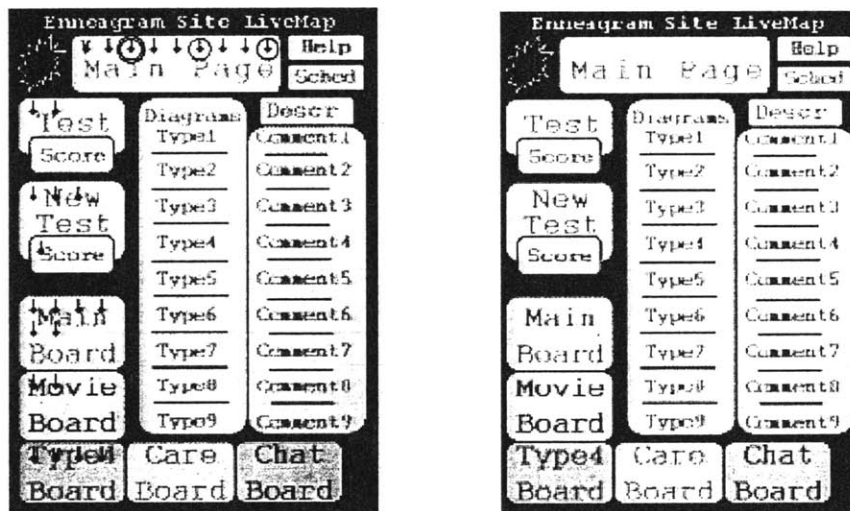 Enneagram Site LiveMap
Main Page
Help
Sched
Test
Score
New
Test
Score
Main
Board
Movie
Board
Type4
Board
Diagrams
Type1
Type2
Type3
Type4
Type5
Type6
Type7
Type8
Type9
Descr
Comment1
Comment2
Comment3
Comment4
Comment5
Comment6
Comment7
Comment8
Comment9
Care
Board
Chat
Board
Enneagram Site LiveMap
Main Page
Help
Sched
Test
Score
New
Test
Score
Main
Board
Movie
Board
Type4
Board
Diagrams
Type1
Type2
Type3
Type4
Type5
Type6
Type7
Type8
Type9
Descr
Comment1
Comment2
Comment3
Comment4
Comment5
Comment6
Comment7
Comment8
Comment9
Care
Board
Chat
Board